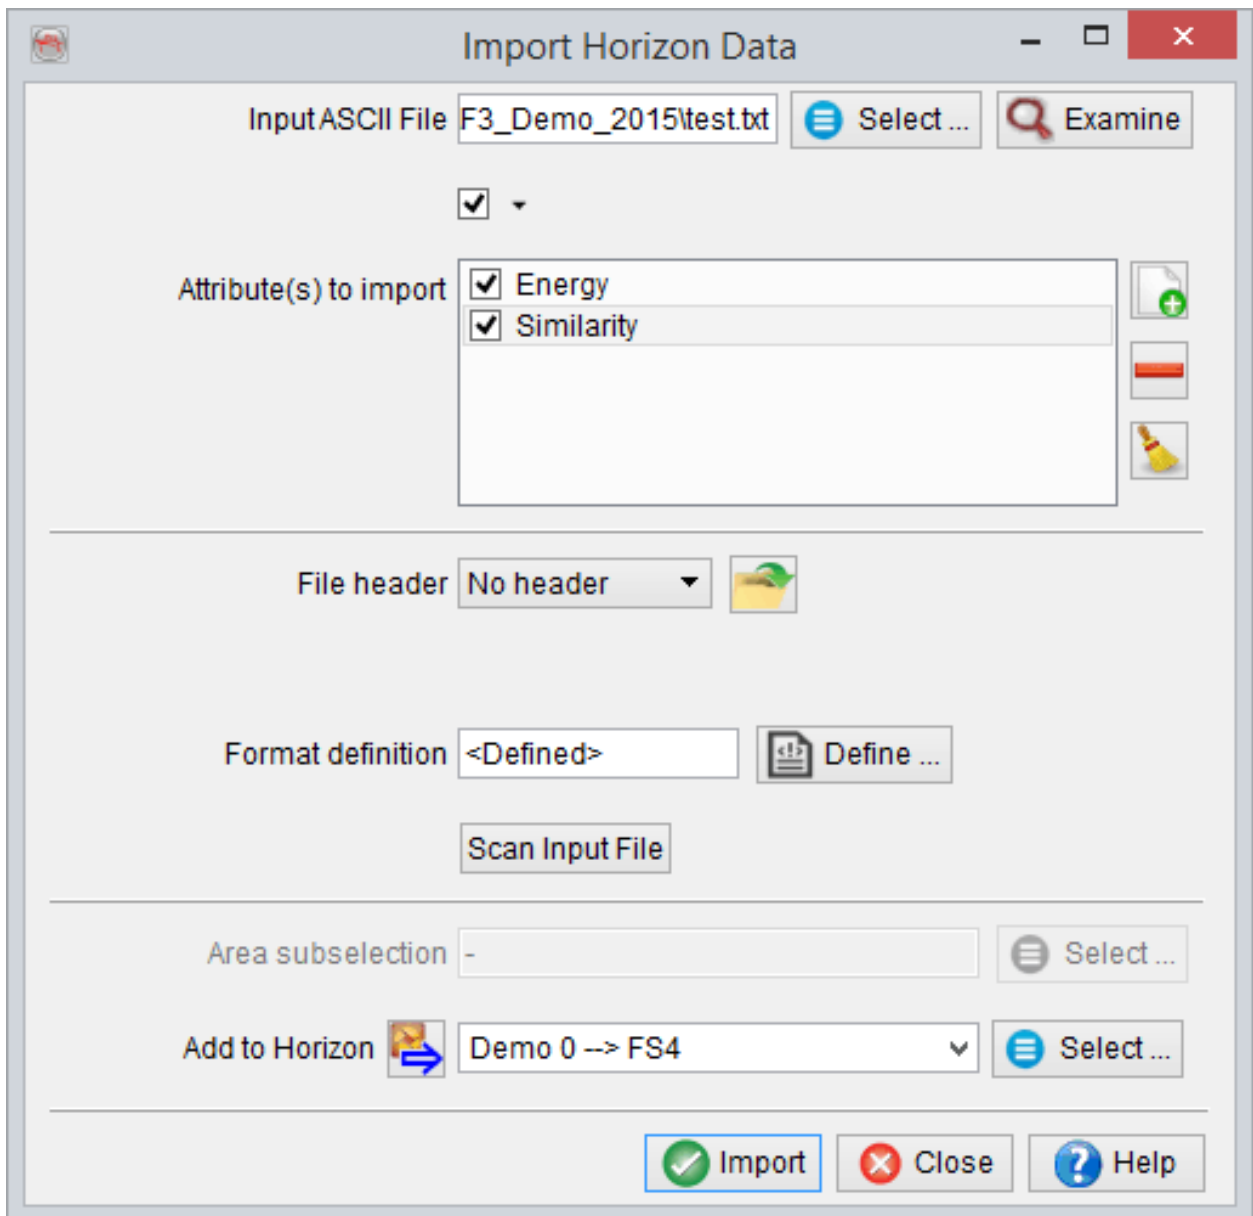 Import Horizon Data
Input ASCII File F3_Demo_2015\test.txt Select ... Examine
Attribute(s) to import Energy
Similarity
File header No header
Format definition <Defined> Define ...
Scan Input File
Area subselection - Select ...
Add to Horizon Demo 0 --> FS4 Select ...
Import Close Help